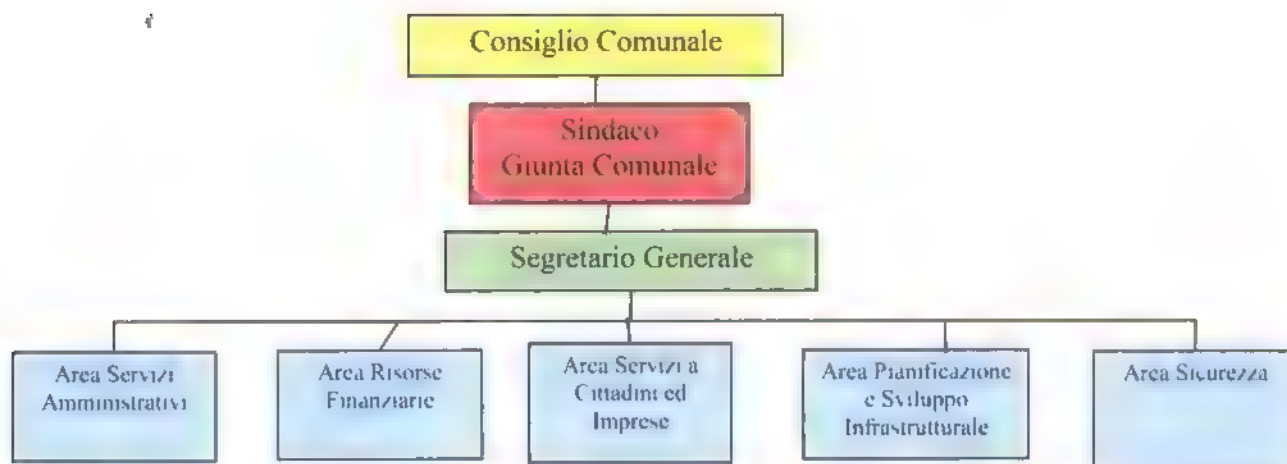 Consiglio Comunale
Sindaco
Giunta Comunale
Segretario Generale
Area Servizi
Amministrativi
Area Risorse
Finanziarie
Area Servizi a
Cittadini ed
Imprese
Area Pianificazione
e Sviluppo
Infrastrutturale
Area Sicurezza